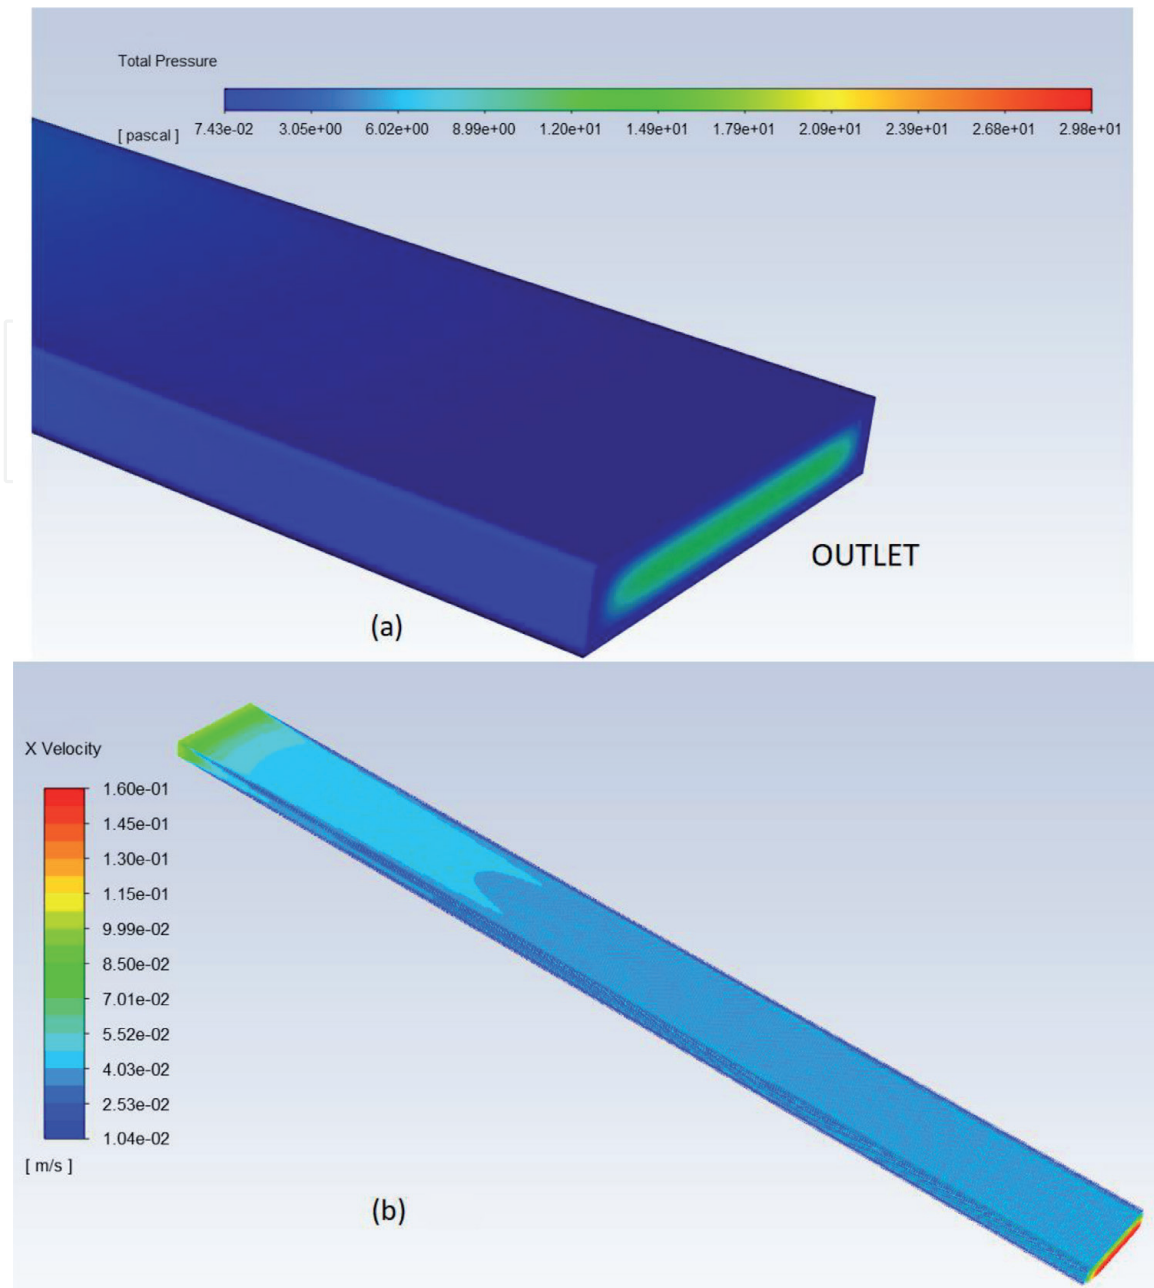 Total Pressure
[ pascal ] 7.43e-02 3.05e+00 6.02e+00 8.99e+00 1.20e+01 1.49e+01 1.79e+01 2.09e+01 2.39e+01 2.68e+01 2.98e+01
OUTLET
(a)
X Velocity
1.60e-01
1.45e-01
1.30e-01
1.15e-01
9.99e-02
8.50e-02
7.01e-02
5.52e-02
4.03e-02
2.53e-02
1.04e-02
[ m/s ]
(b)